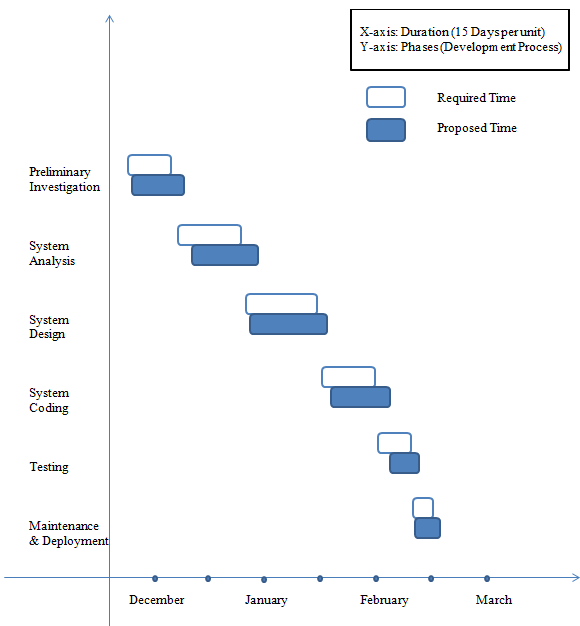 X-axis: Duration (15 Days per unit)
Y-axis: Phases (Development Process)
Required Time
Proposed Time
Preliminary
Investigation
System
Analysis
System
Design
System
Coding
Testing
Maintenance
& Deployment
December January February March